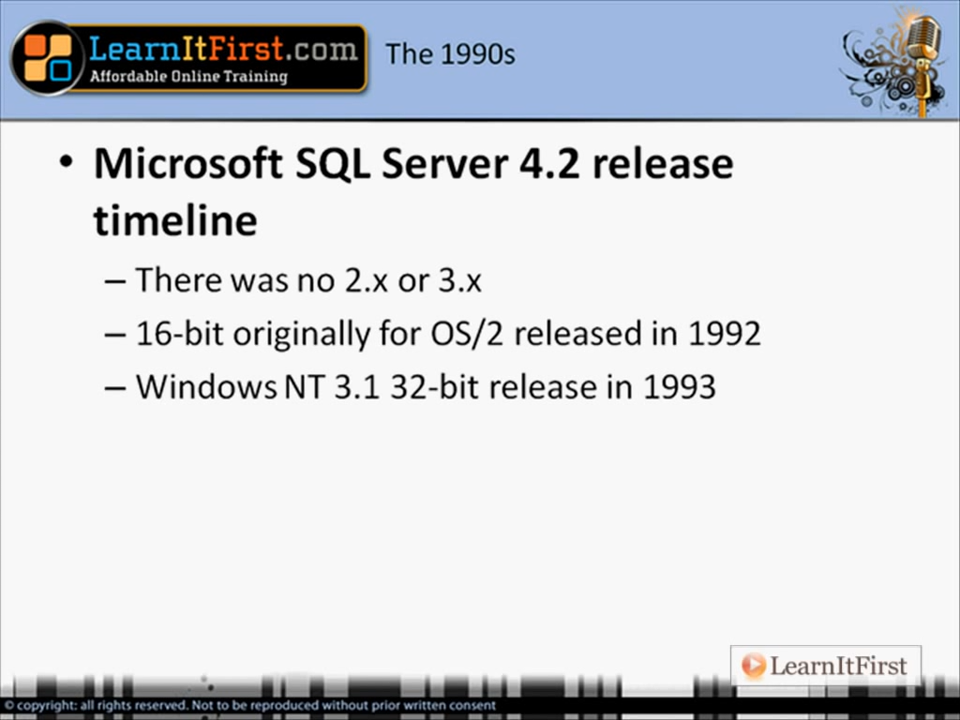 LearnItFirst.com
Affordable Online Training
The 1990s
• Microsoft SQL Server 4.2 release
timeline
– There was no 2.x or 3.x
– 16-bit originally for OS/2 released in 1992
– Windows NT 3.1 32-bit release in 1993
LearnItFirst
© copyright: all rights reserved. Not to be reproduced without prior written consent